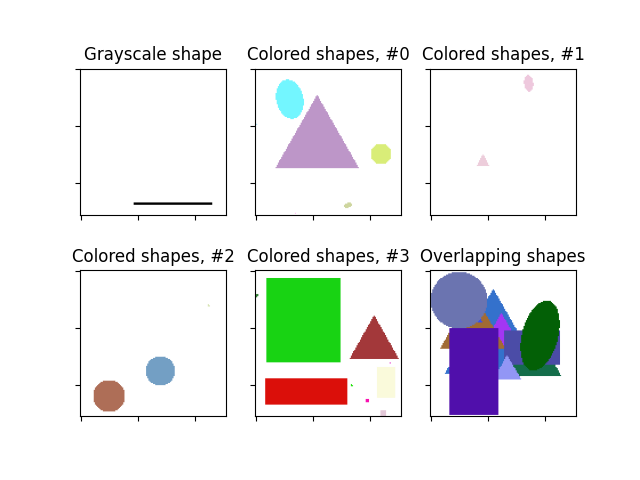 Grayscale shape
Colored shapes, #0
Colored shapes, #1
Colored shapes, #2
Colored shapes, #3
Overlapping shapes